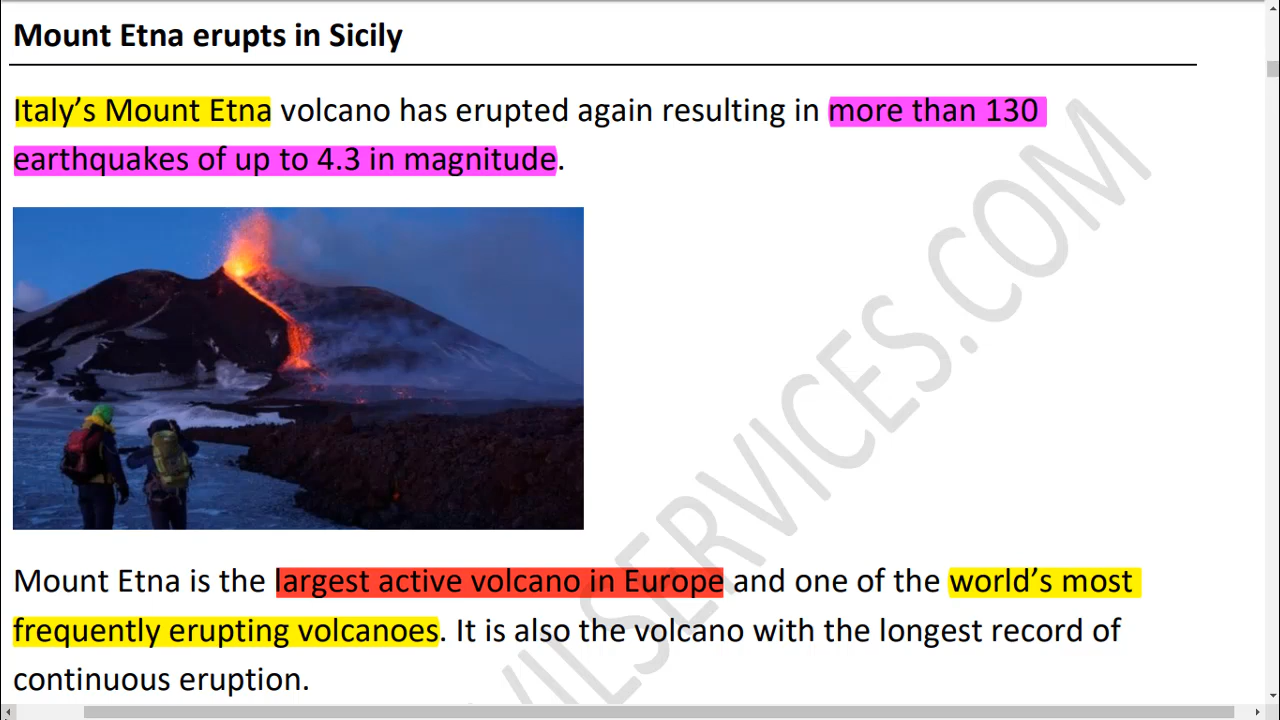 Mount Etna erupts in Sicily
Italy’s Mount Etna volcano has erupted again resulting in more than 130
earthquakes of up to 4.3 in magnitude.
Mount Etna is the largest active volcano in Europe and one of the world’s most
frequently erupting volcanoes. It is also the volcano with the longest record of
continuous eruption.
VILSERVICES.COM